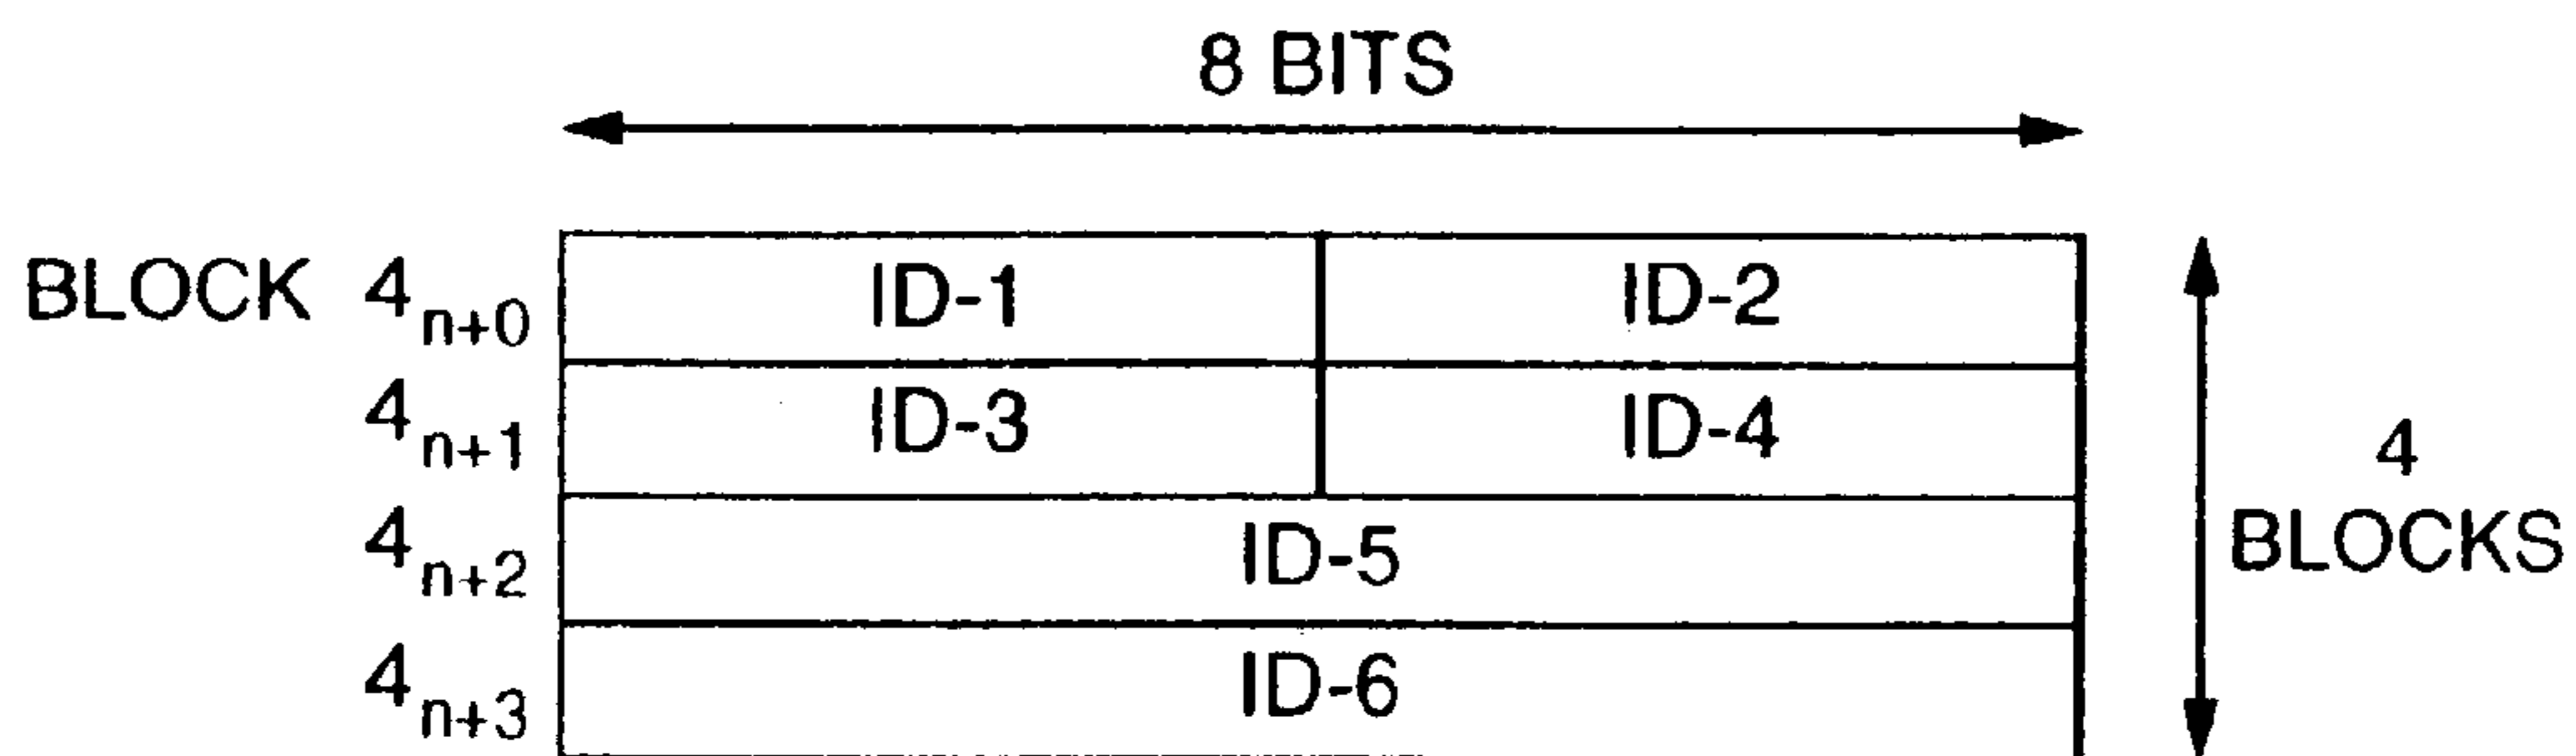 8 BITS
BLOCK 4n+0 ID-1 ID-2
4n+1 ID-3 ID-4
4n+2 ID-5
4n+3 ID-6
4
BLOCKS